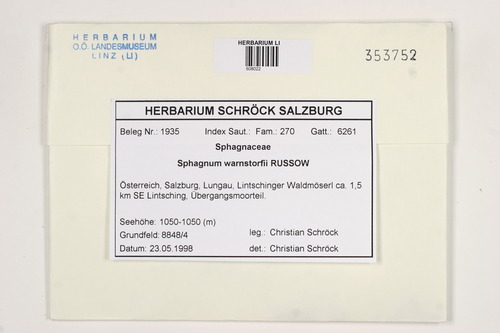 HERBARIUM
O.Ö. LANDESMUSEUM
LINZ (LI)
HERBARIUM LI
608022
353752
HERBARIUM SCHRÖCK SALZBURG
Beleg Nr.: 1935 Index Saut.: Fam.: 270 Gatt.: 6261
Sphagnaceae
Sphagnum warnstorfii RUSSOW
Österreich, Salzburg, Lungau, Lintschinger Waldmöserl ca. 1,5
km SE Lintsching, Übergangsmoorteil.
Seehöhe: 1050-1050 (m)
Grundfeld: 8848/4 leg.: Christian Schröck
Datum: 23.05.1998 det.: Christian Schröck